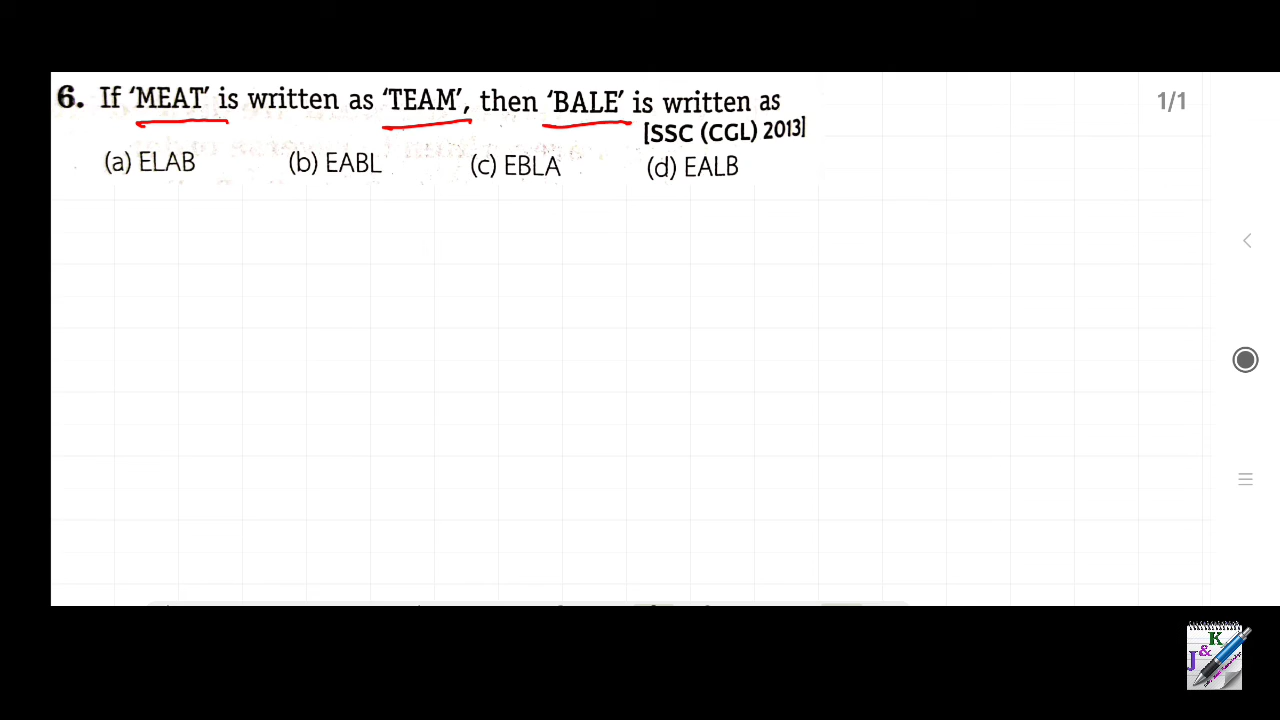 6. If ‘MEAT’ is written as ‘TEAM’, then ‘BALE’ is written as
[SSC (CGL) 2013]
(a) ELAB (b) EABL (c) EBLA (d) EALB
1/1
J & K